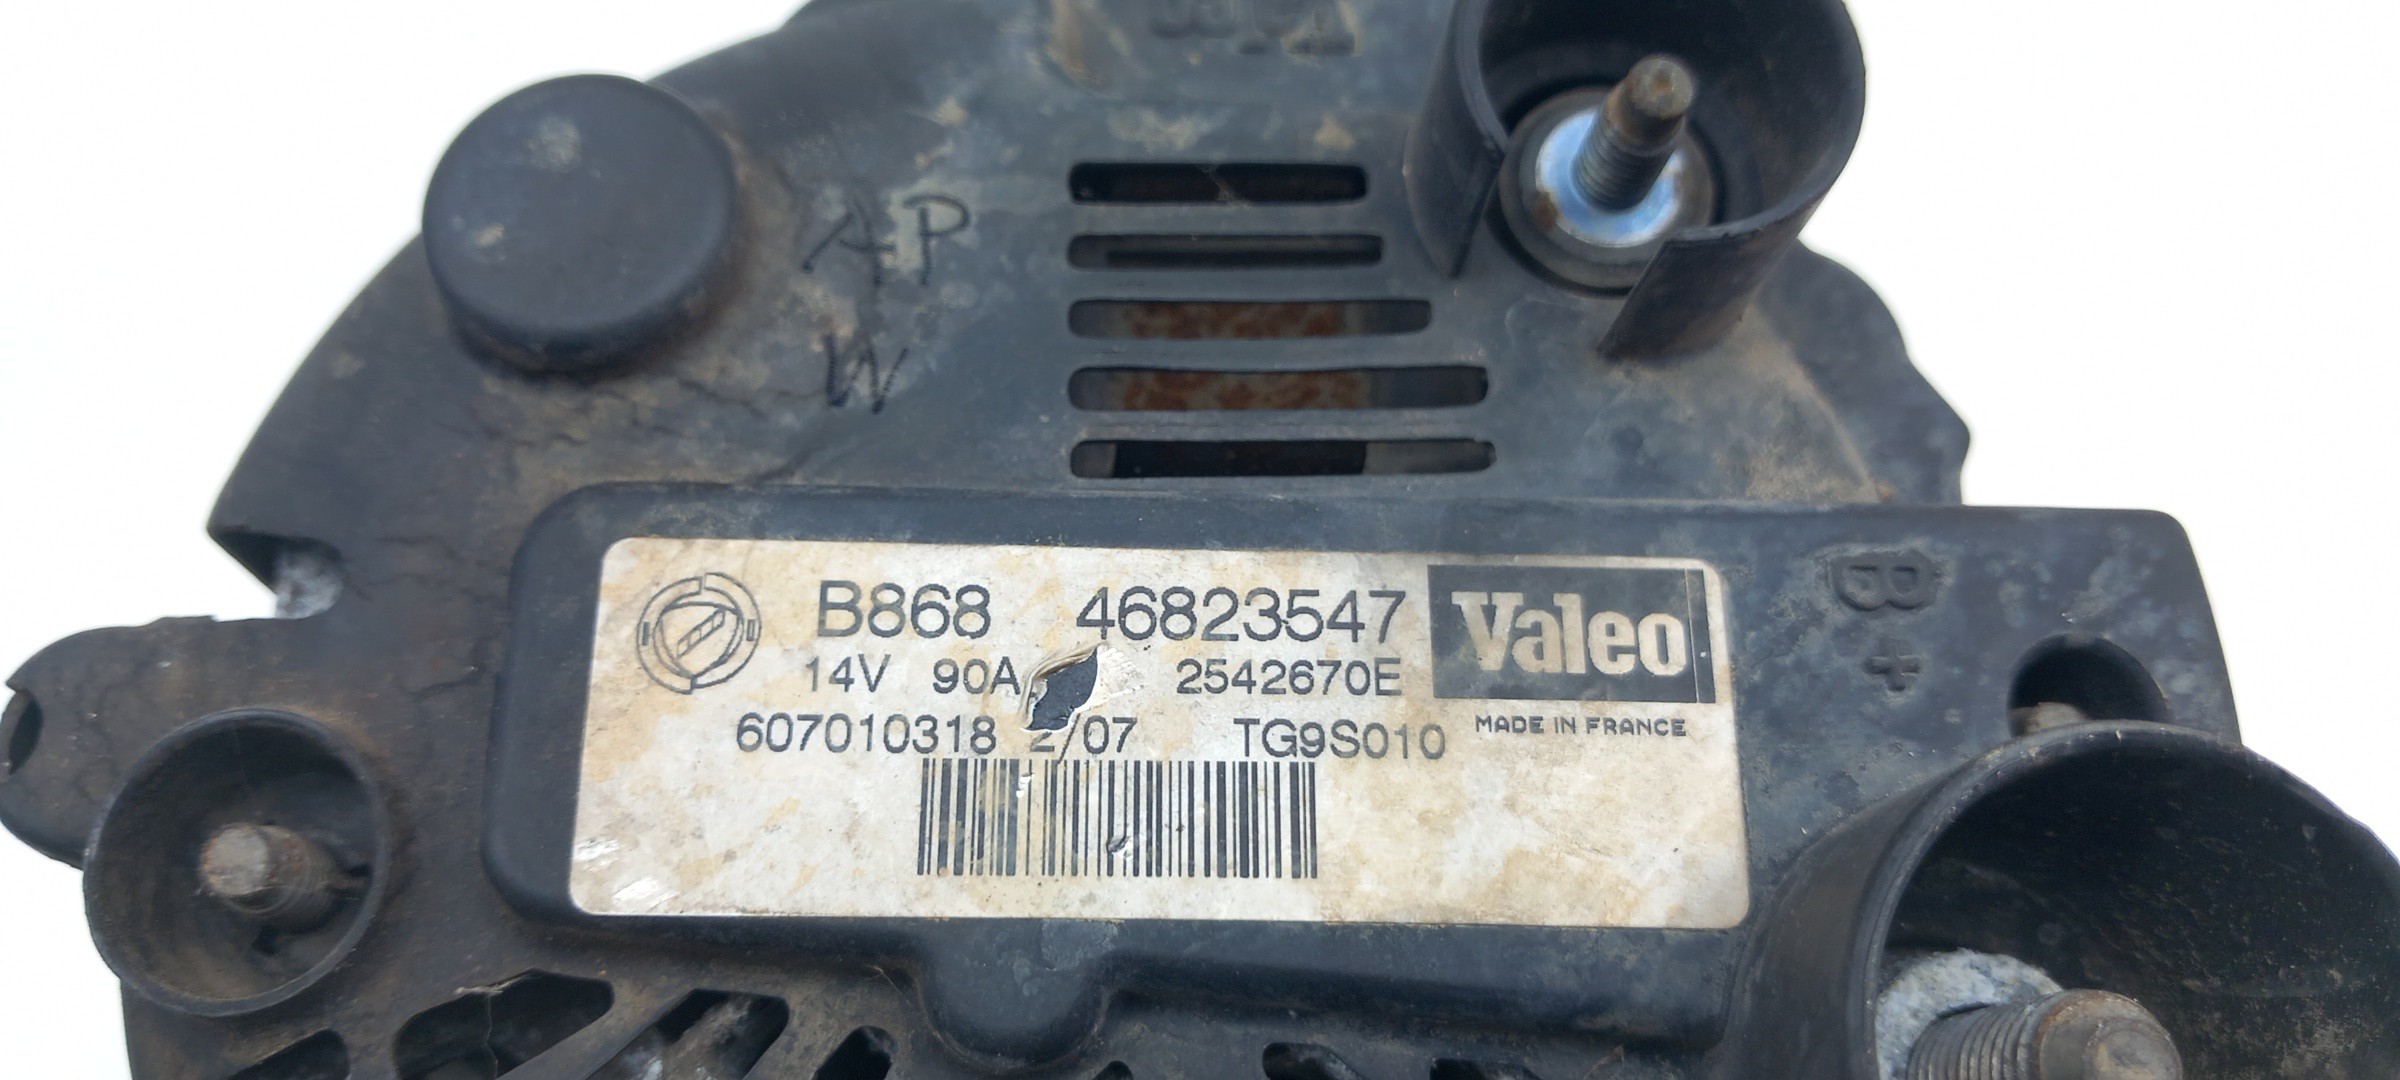 AP
W
B868 46823547 Valeo
14V 90A 2542670E
MADE IN FRANCE
607010318 2/07 TG9S010
B+